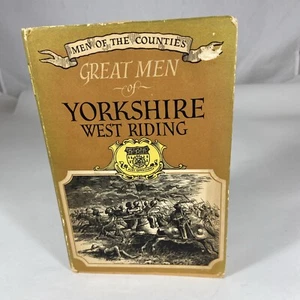 MEN OF THE COUNTIES
GREAT MEN
of
YORKSHIRE
WEST RIDING